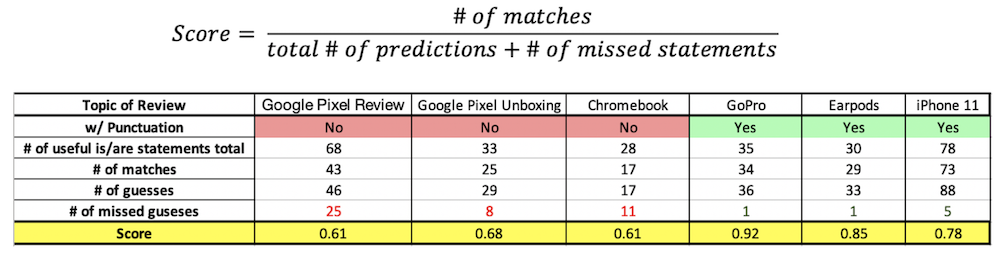 Score = # of matches / total # of predictions + # of missed statements
Topic of Review Google Pixel Review Google Pixel Unboxing Chromebook GoPro Earpods iPhone 11
w/ Punctuation No No No Yes Yes Yes
# of useful is/are statements total 68 33 28 35 30 78
# of matches 43 25 17 34 29 73
# of guesses 46 29 17 36 33 88
# of missed guseses 25 8 11 1 1 5
Score 0.61 0.68 0.61 0.92 0.85 0.78